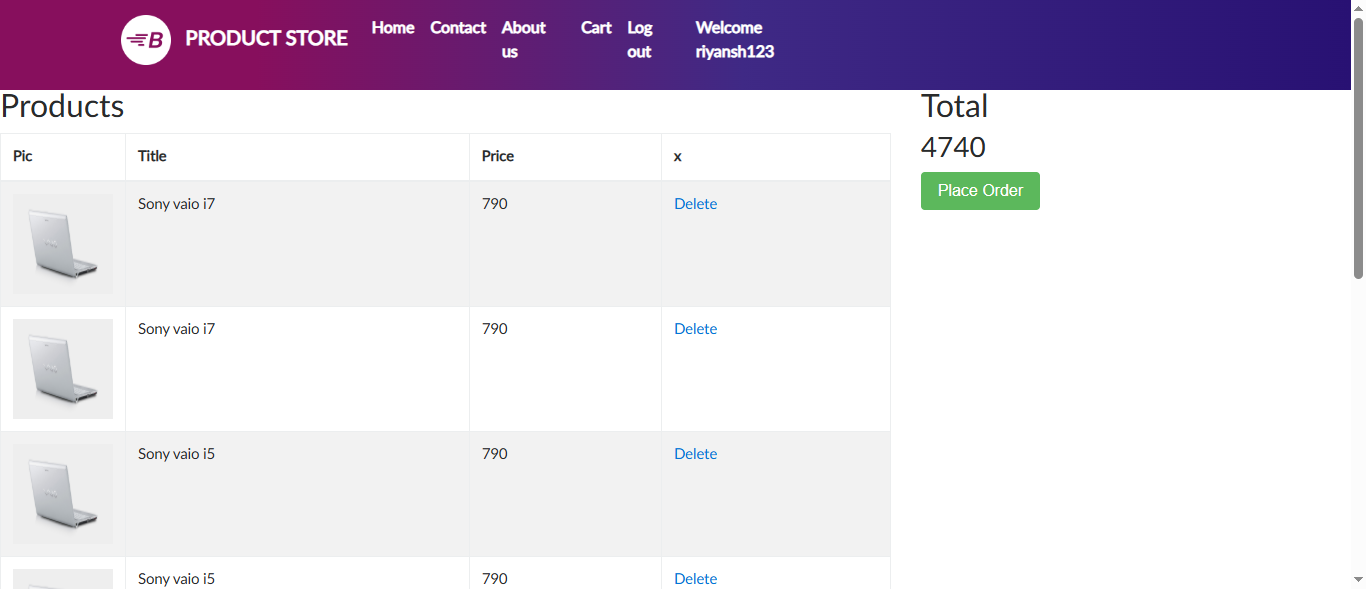 B PRODUCT STORE
Home Contact About us Cart Log out Welcome riyansh123
Products
Pic Title Price x
Sony vaio i7 790 Delete
Sony vaio i7 790 Delete
Sony vaio i5 790 Delete
Sony vaio i5 790 Delete
Total
4740
Place Order